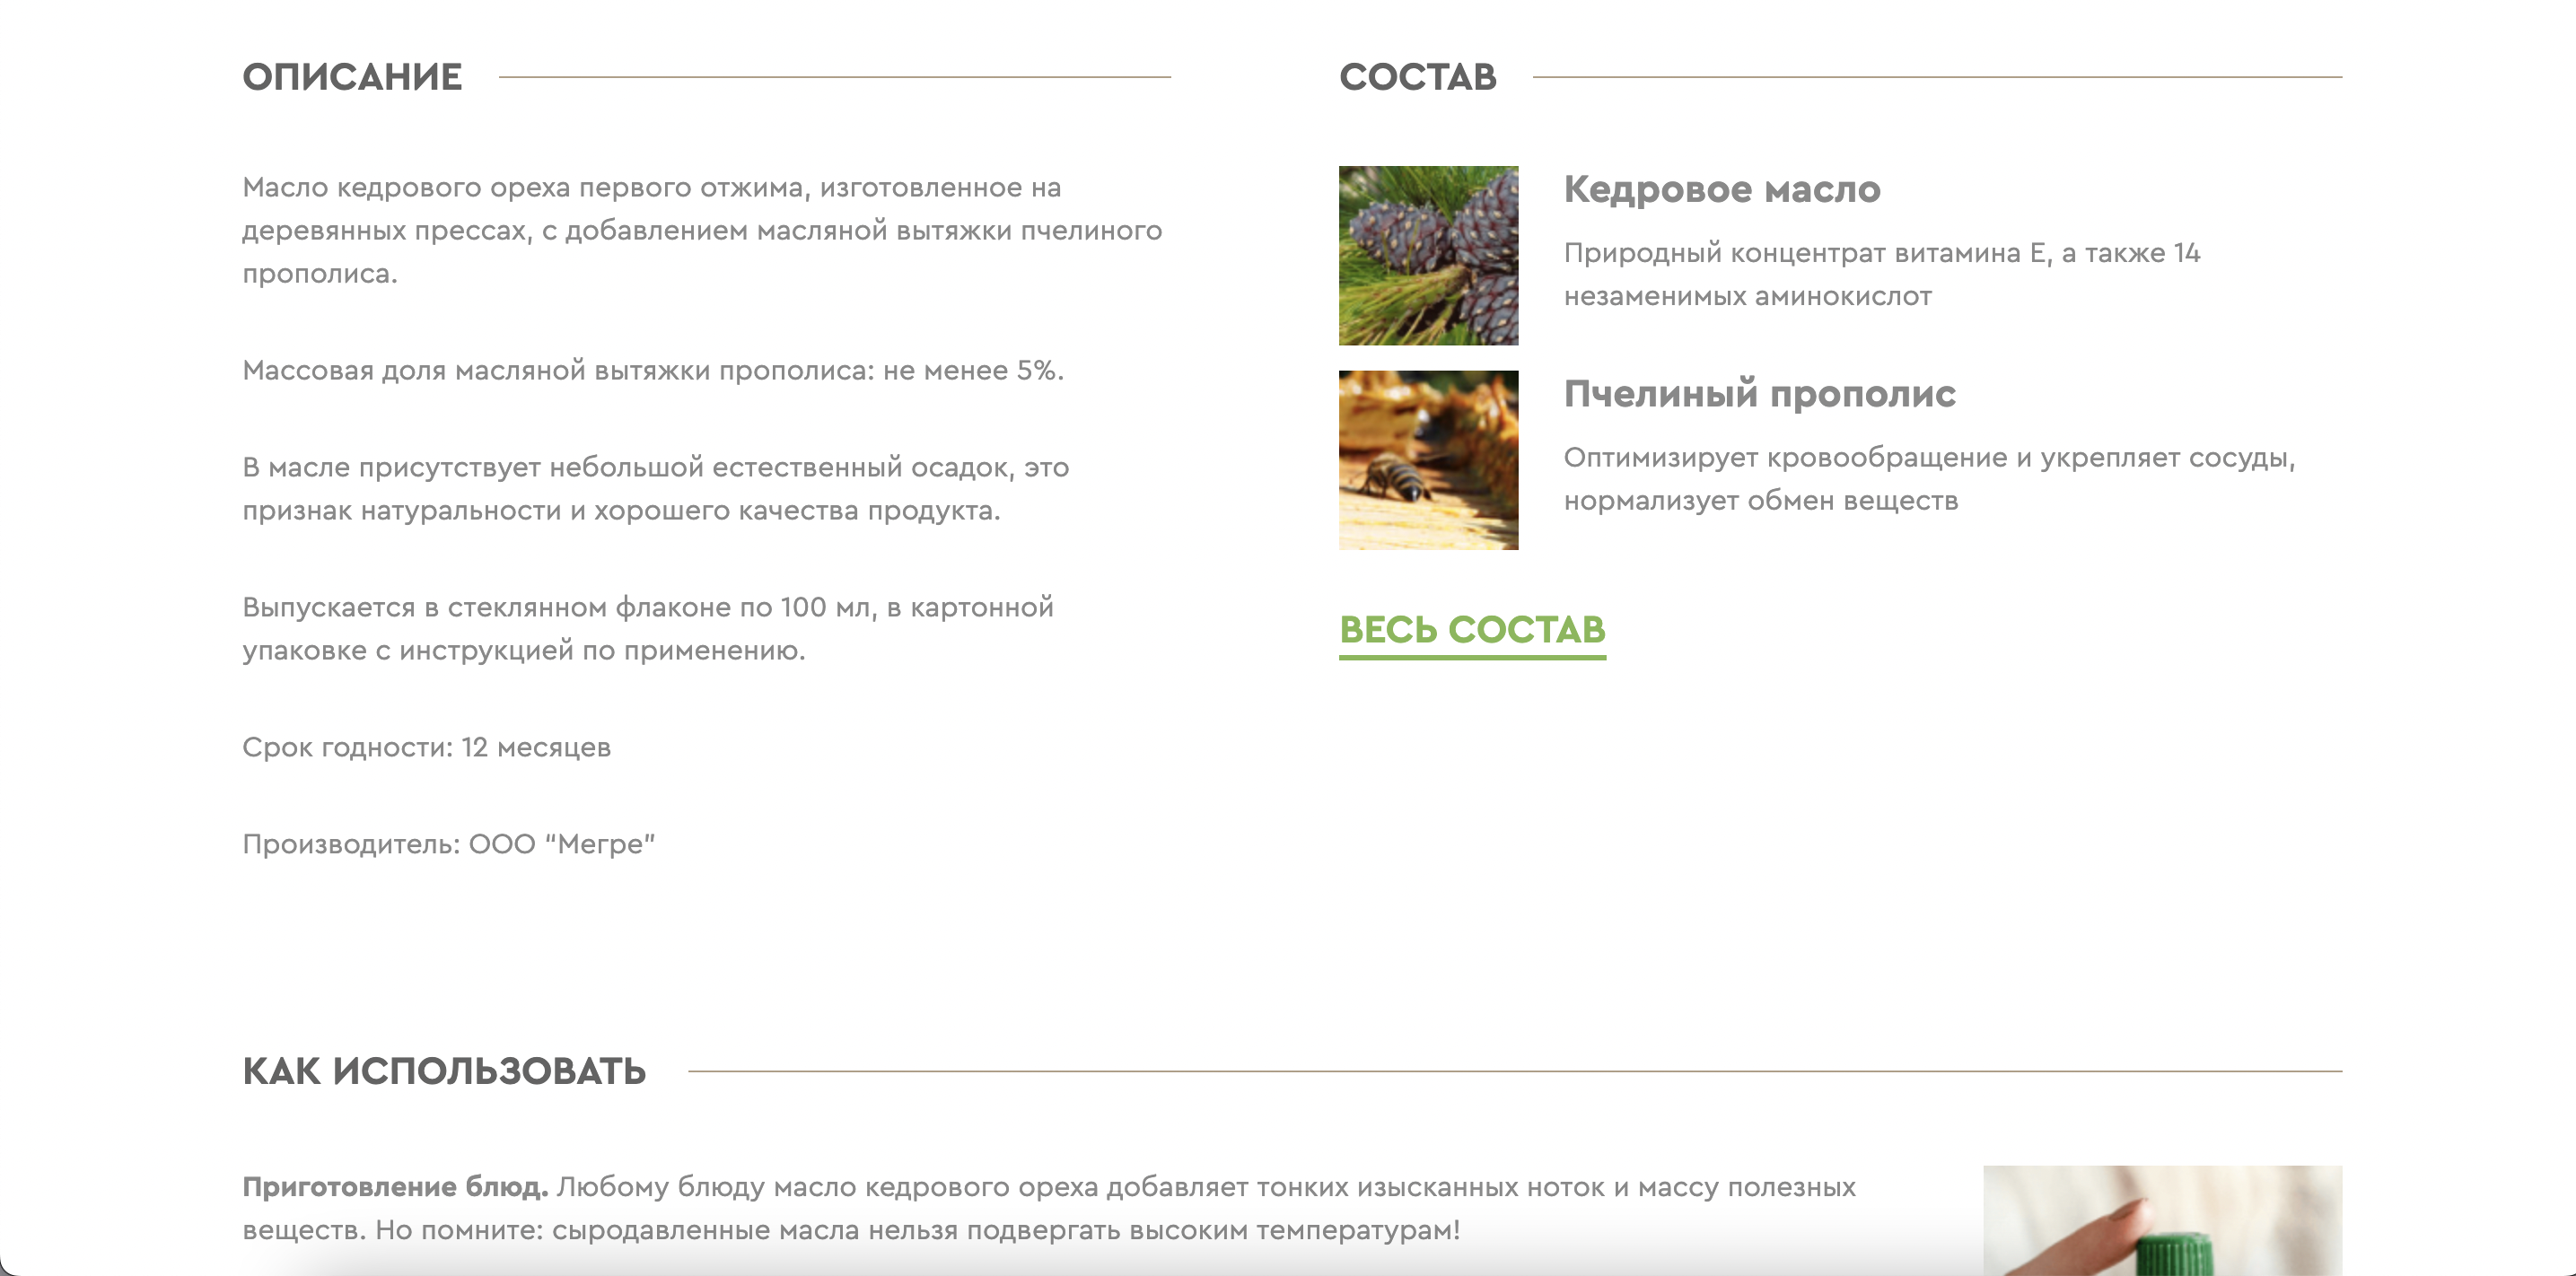 ОПИСАНИЕ
Масло кедрового ореха первого отжима, изготовленное на
деревянных прессах, с добавлением масляной вытяжки пчелиного
прополиса.
Массовая доля масляной вытяжки прополиса: не менее 5%.
В масле присутствует небольшой естественный осадок, это
признак натуральности и хорошего качества продукта.
Выпускается в стеклянном флаконе по 100 мл, в картонной
упаковке с инструкцией по применению.
Срок годности: 12 месяцев
Производитель: ООО “Мегре”
СОСТАВ
Кедровое масло
Природный концентрат витамина Е, а также 14
незаменимых аминокислот
Пчелиный прополис
Оптимизирует кровообращение и укрепляет сосуды,
нормализует обмен веществ
ВЕСЬ СОСТАВ
КАК ИСПОЛЬЗОВАТЬ
Приготовление блюд. Любому блюду масло кедрового ореха добавляет тонких изысканных ноток и массу полезных
веществ. Но помните: сыродавленные масла нельзя подвергать высоким температурам!